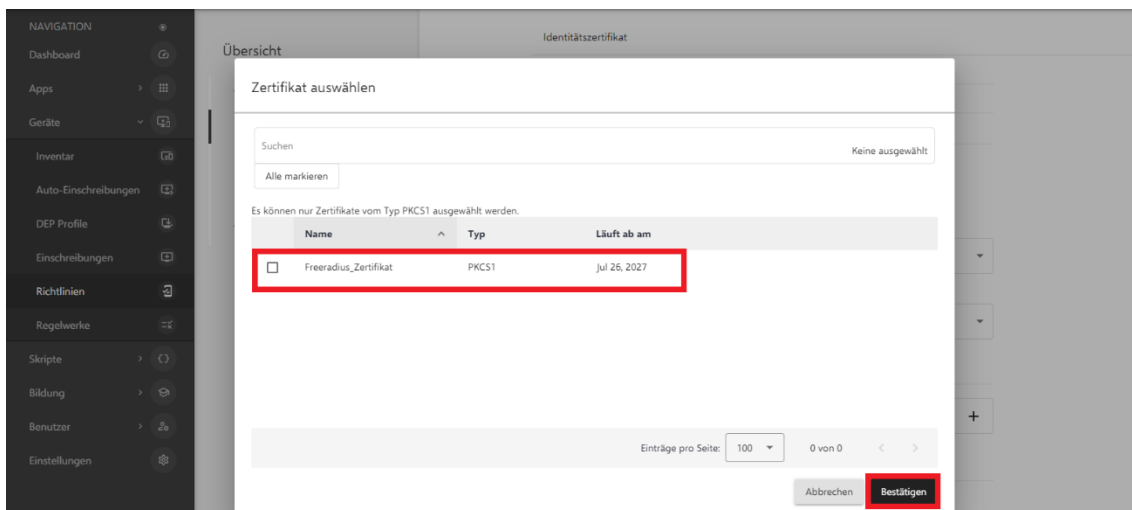 NAVIGATION
Dashboard
Apps
Geräte
Inventar
Auto-Einschreibungen
DEP Profile
Einschreibungen
Richtlinien
Regelwerke
Skripte
Bildung
Benutzer
Einstellungen
Übersicht
Identitätszertifikat
Zertifikat auswählen
Suchen
Keine ausgewählt
Alle markieren
Es können nur Zertifikate vom Typ PKCS1 ausgewählt werden.
Name Typ Läuft ab am
Freeradius_Zertifikat PKCS1 Jul 26, 2027
Einträge pro Seite: 100 0 von 0
Abbrechen Bestätigen